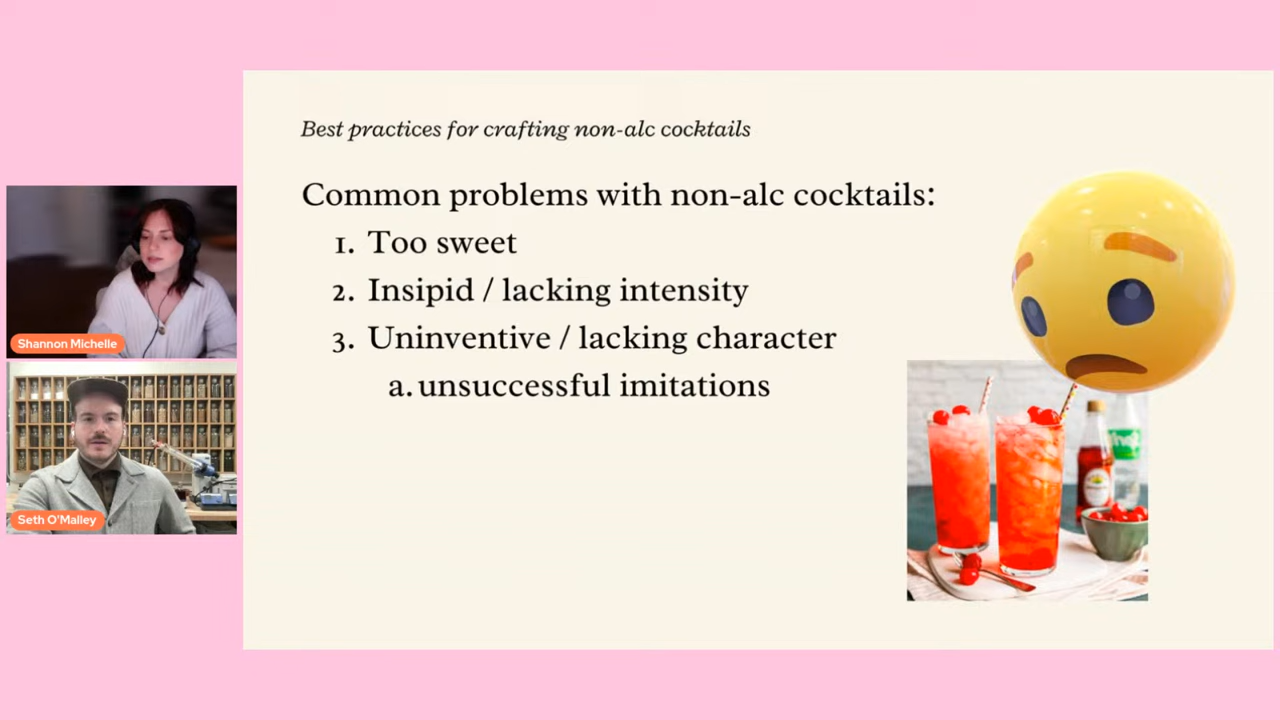 Best practices for crafting non-alc cocktails
Common problems with non-alc cocktails:
1. Too sweet
2. Insipid / lacking intensity
3. Uninventive / lacking character
a. unsuccessful imitations
Shannon Michelle
Seth O'Malley